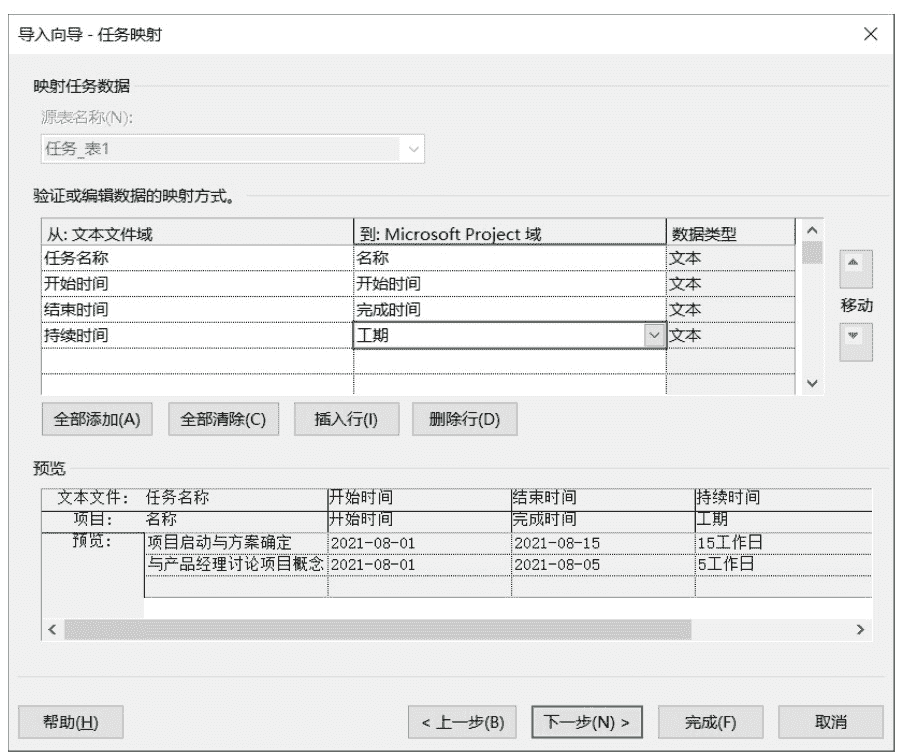 导入向导 - 任务映射
映射任务数据
源表名称(N):
任务_表1
验证或编辑数据的映射方式。
从: 文本文件域 到: Microsoft Project 域 数据类型
任务名称 名称 文本
开始时间 开始时间 文本
结束时间 完成时间 文本
持续时间 工期 文本
移动
全部添加(A) 全部清除(C) 插入行(I) 删除行(D)
预览
文本文件: 任务名称 开始时间 结束时间 持续时间
项目: 名称 开始时间 完成时间 工期
预览: 项目启动与方案确定 2021-08-01 2021-08-15 15工作日
与产品经理讨论项目概念 2021-08-01 2021-08-05 5工作日
帮助(H) < 上一步(B) 下一步(N) > 完成(F) 取消